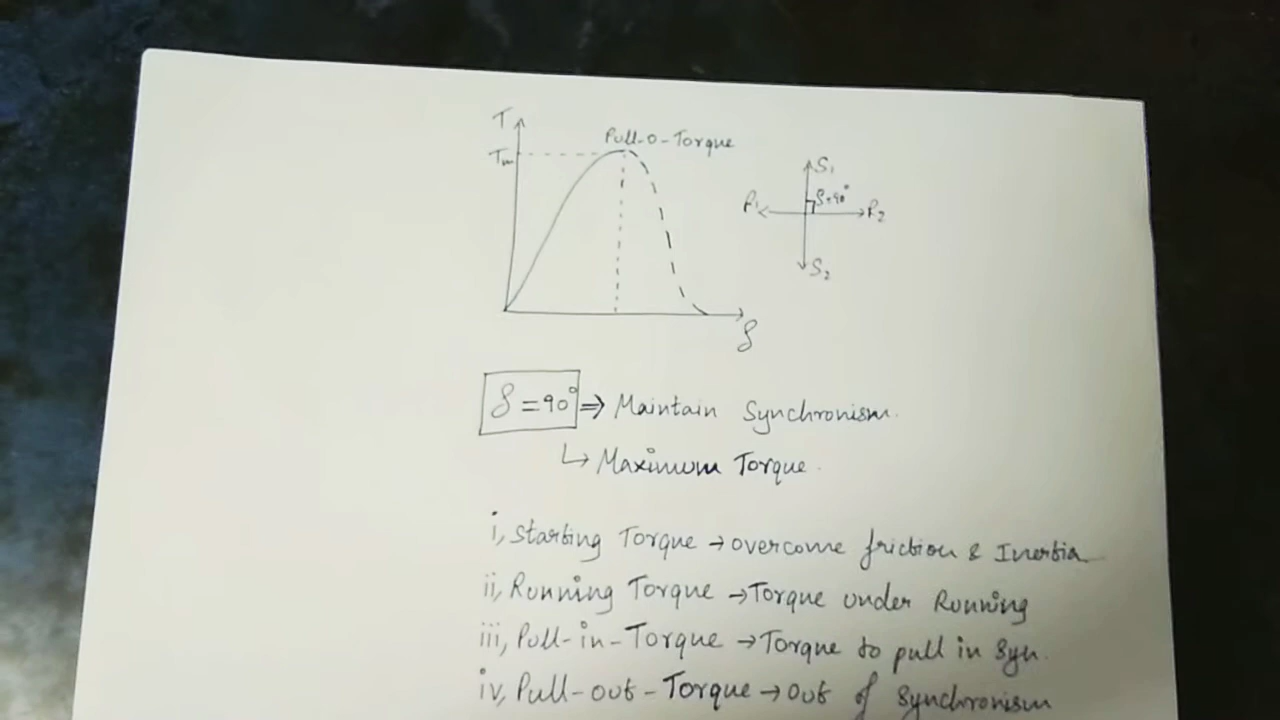 T
Pull-o-Torque
Tm
S1
δ=90°
R1 R2
S2
δ
δ = 90° ⇒ Maintain Synchronism.
↳ Maximum Torque.
i, Starting Torque → overcome friction & Inertia
ii, Running Torque → Torque under Running
iii, Pull-in-Torque → Torque to pull in Syn.
iv, Pull-out-Torque → out of Synchronism